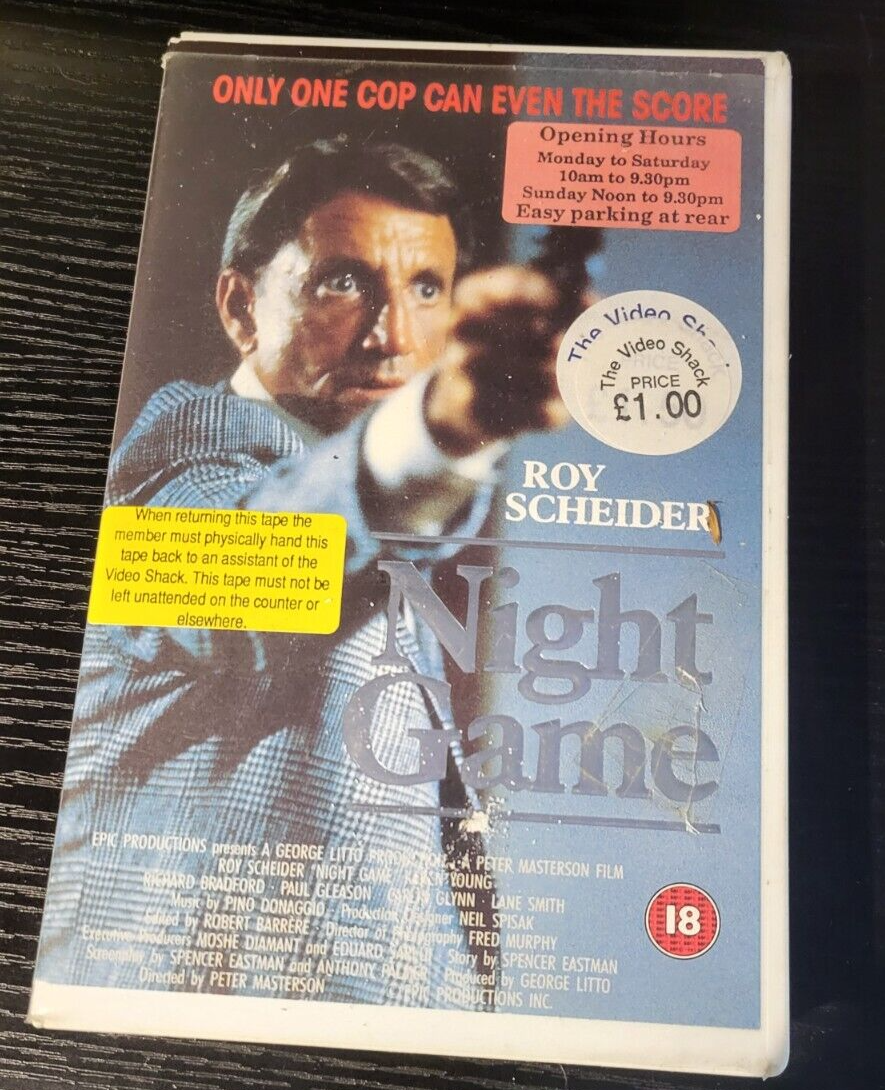 ONLY ONE COP CAN EVEN THE SCORE
Opening Hours
Monday to Saturday
10am to 9.30pm
Sunday Noon to 9.30pm
Easy parking at rear
The Video
The Video Shack
PRICE
£1.00
ROY
SCHEIDER
When returning this tape the
member must physically hand this
tape back to an assistant of the
Video Shack. This tape must not be
left unattended on the counter or
elsewhere.
Night
Game
EPIC PRODUCTIONS presents A GEORGE LITTO PRODUCTION A PETER MASTERSON FILM
ROY SCHEIDER "NIGHT GAME" KAREN YOUNG
RICHARD BRADFORD PAUL GLEASON GLYNN LANE SMITH
Music by PINO DONAGGIO Production Designer NEIL SPISAK
Edited by ROBERT BARRÈRE Director of Photography FRED MURPHY
Executive Producers MOSHE DIAMANT and EDUARD Story by SPENCER EASTMAN
Screenplay by SPENCER EASTMAN and ANTHONY PALMER Produced by GEORGE LITTO
Directed by PETER MASTERSON © EPIC PRODUCTIONS INC.
18